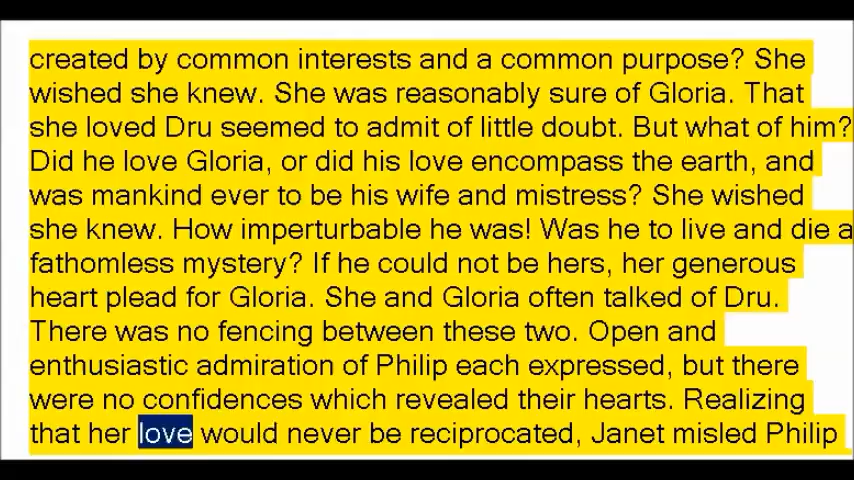 created by common interests and a common purpose? She
wished she knew. She was reasonably sure of Gloria. That
she loved Dru seemed to admit of little doubt. But what of him?
Did he love Gloria, or did his love encompass the earth, and
was mankind ever to be his wife and mistress? She wished
she knew. How imperturbable he was! Was he to live and die a
fathomless mystery? If he could not be hers, her generous
heart plead for Gloria. She and Gloria often talked of Dru.
There was no fencing between these two. Open and
enthusiastic admiration of Philip each expressed, but there
were no confidences which revealed their hearts. Realizing
that her love would never be reciprocated, Janet misled Philip